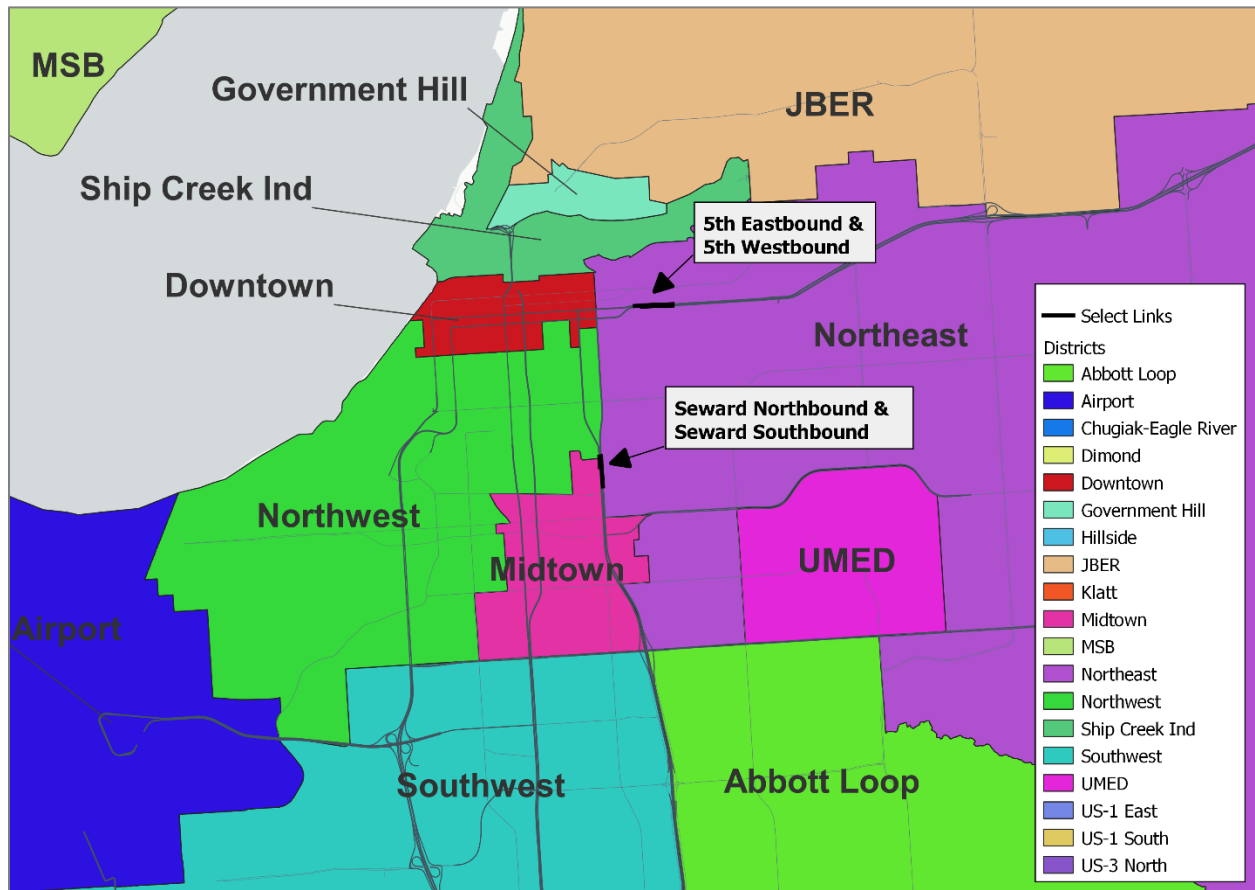 MSB
Government Hill
JBER
Ship Creek Ind
5th Eastbound &
5th Westbound
Downtown
Northeast
Seward Northbound &
Seward Southbound
Northwest
Midtown
UMED
Airport
Southwest
Abbott Loop
Select Links
Districts
Abbott Loop
Airport
Chugiak-Eagle River
Dimond
Downtown
Government Hill
Hillside
JBER
Klatt
Midtown
MSB
Northeast
Northwest
Ship Creek Ind
Southwest
UMED
US-1 East
US-1 South
US-3 North